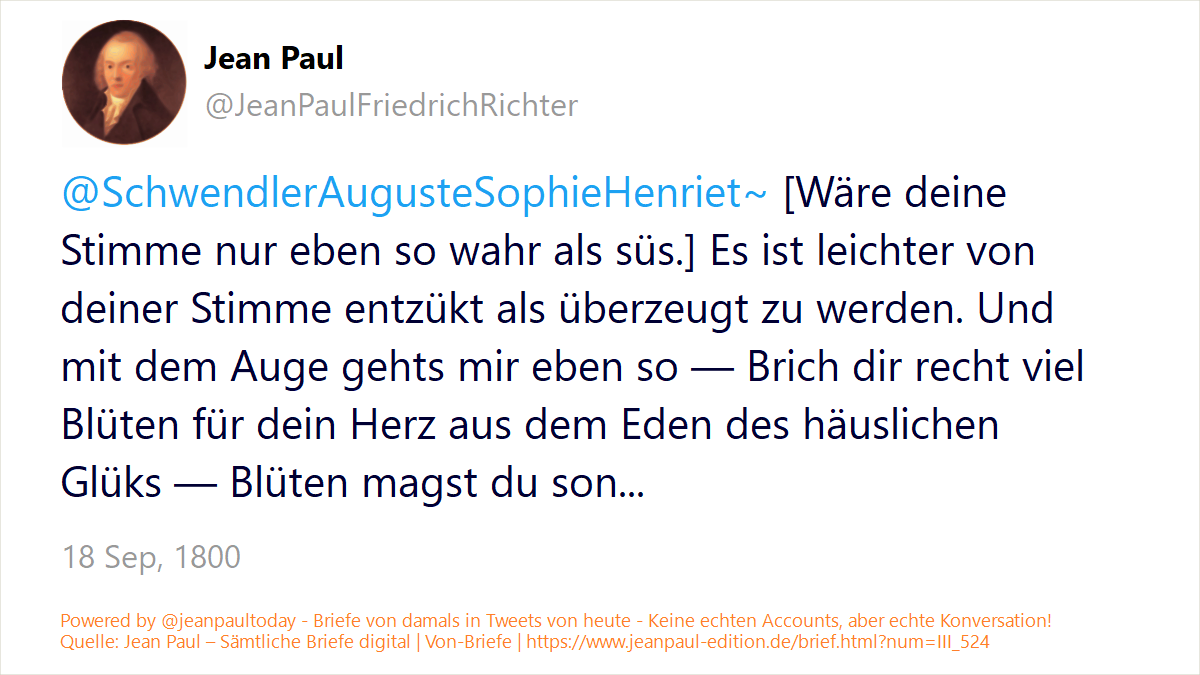 Jean Paul
@JeanPaulFriedrichRichter
@SchwendlerAugusteSophieHenriet~ [Wäre deine
Stimme nur eben so wahr als süs.] Es ist leichter von
deiner Stimme entzükt als überzeugt zu werden. Und
mit dem Auge gehts mir eben so — Brich dir recht viel
Blüten für dein Herz aus dem Eden des häuslichen
Glüks — Blüten magst du son...
18 Sep, 1800
Powered by @jeanpaultoday - Briefe von damals in Tweets von heute - Keine echten Accounts, aber echte Konversation!
Quelle: Jean Paul – Sämtliche Briefe digital | Von-Briefe | https://www.jeanpaul-edition.de/brief.html?num=III_524